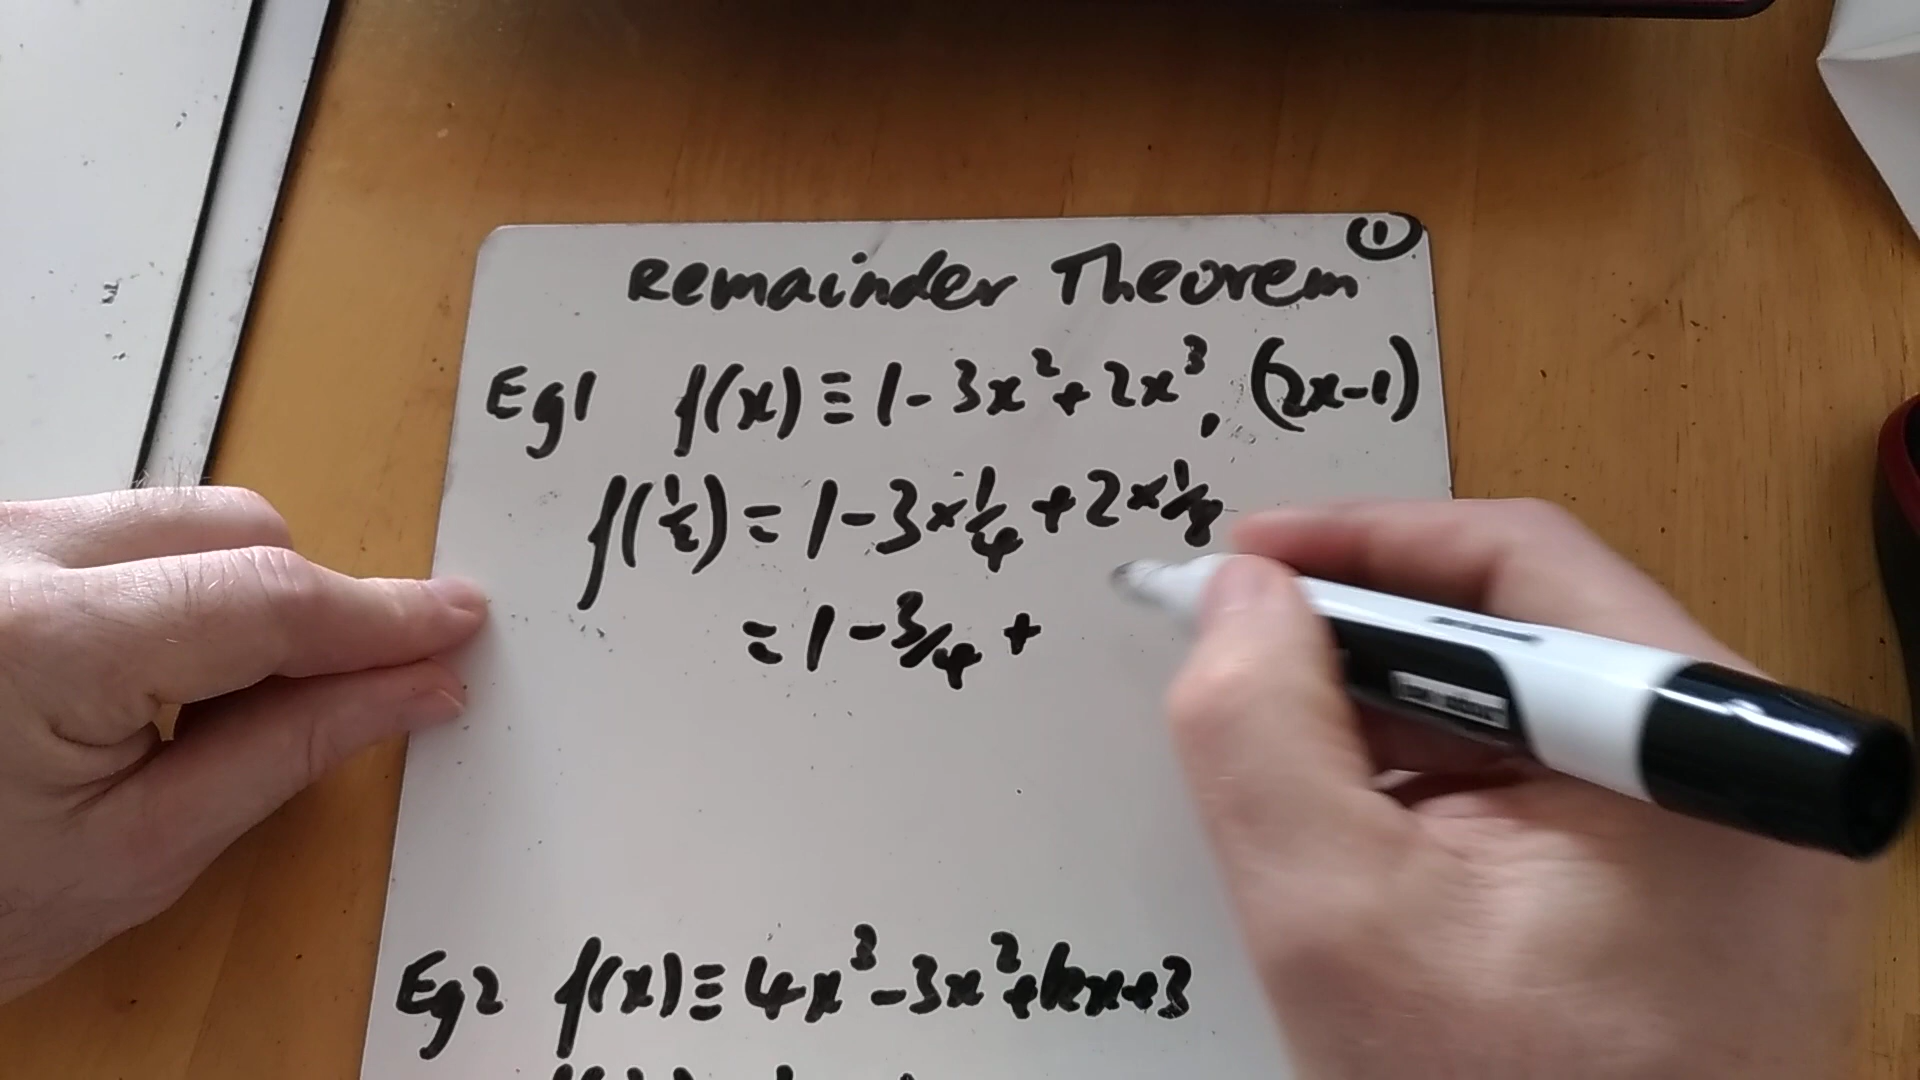 ①
Remainder Theorem
Eg1 f(x) ≡ 1 - 3x² + 2x³, (2x-1)
f(1/2) = 1 - 3 × 1/4 + 2 × 1/8
= 1 - 3/4 +
Eg2 f(x) ≡ 4x³ - 3x² + kx + 3